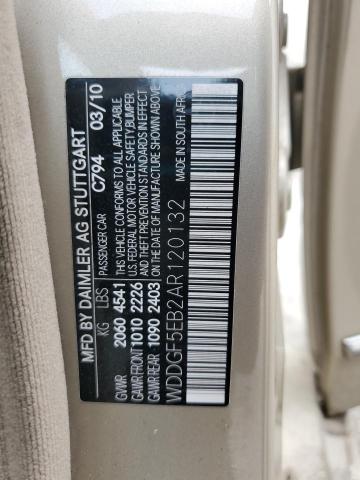 MFD BY DAIMLER AG STUTTGART
PASSENGER CAR C794 03/10
KG LBS
GVWR 2060 4541
GAWR FRONT 1010 2226
GAWR REAR 1090 2403
THIS VEHICLE CONFORMS TO ALL APPLICABLE
U.S. FEDERAL MOTOR VEHICLE SAFETY, BUMPER
AND THEFT PREVENTION STANDARDS IN EFFECT
ON THE DATE OF MANUFACTURE SHOWN ABOVE
WDDGF5EB2AR120132
MADE IN SOUTH AFRI